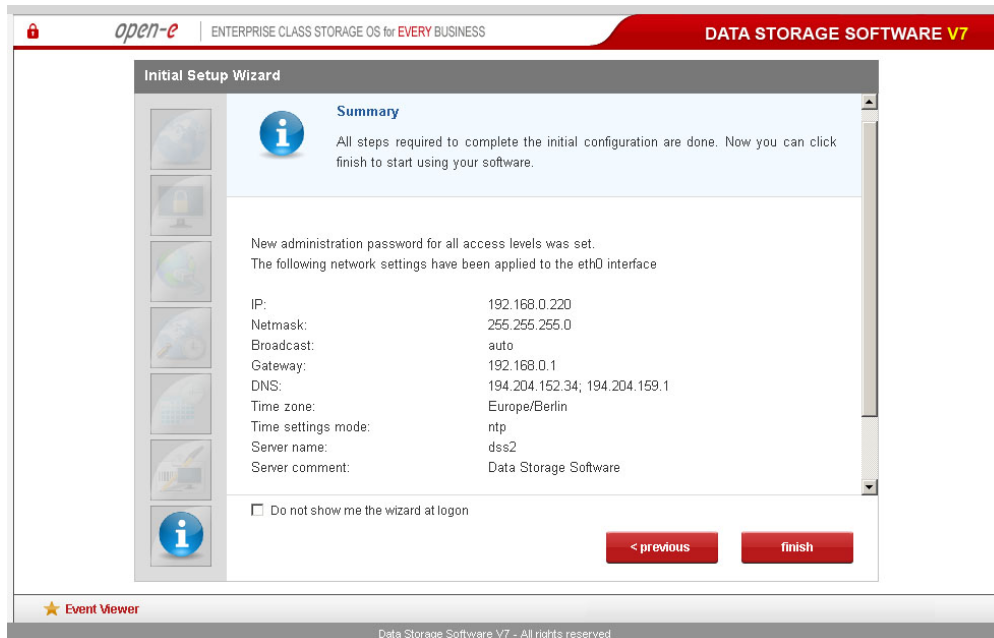 open-e ENTERPRISE CLASS STORAGE OS for EVERY BUSINESS DATA STORAGE SOFTWARE V7
Initial Setup Wizard
Summary
All steps required to complete the initial configuration are done. Now you can click
finish to start using your software.
New administration password for all access levels was set.
The following network settings have been applied to the eth0 interface
IP: 192.168.0.220
Netmask: 255.255.255.0
Broadcast: auto
Gateway: 192.168.0.1
DNS: 194.204.152.34; 194.204.159.1
Time zone: Europe/Berlin
Time settings mode: ntp
Server name: dss2
Server comment: Data Storage Software
Do not show me the wizard at logon
< previous finish
Event Viewer
Data Storage Software V7 - All rights reserved